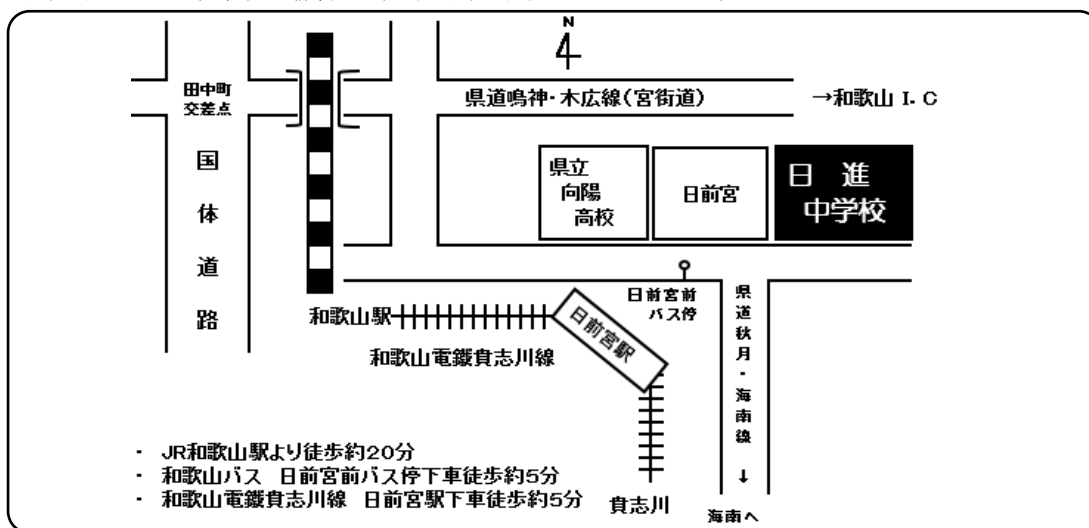 N
田中町
交差点
県道鳴神・木広線(宮街道)
→和歌山 I.C
国体道路
県立
向陽
高校
日前宮
日 進
中学校
日前宮前
バス停
県道秋月・海南線 ↓
和歌山駅
日前宮駅
和歌山電鐵貴志川線
・ JR和歌山駅より徒歩約20分
・ 和歌山バス 日前宮前バス停下車徒歩約5分
・ 和歌山電鐵貴志川線 日前宮駅下車徒歩約5分
貴志川
海南へ